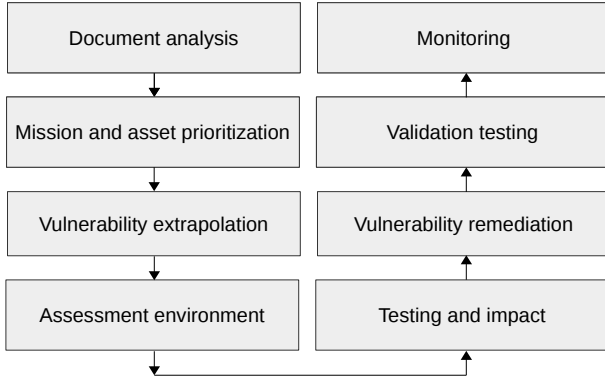 Document analysis
Mission and asset prioritization
Vulnerability extrapolation
Assessment environment
Testing and impact
Vulnerability remediation
Validation testing
Monitoring